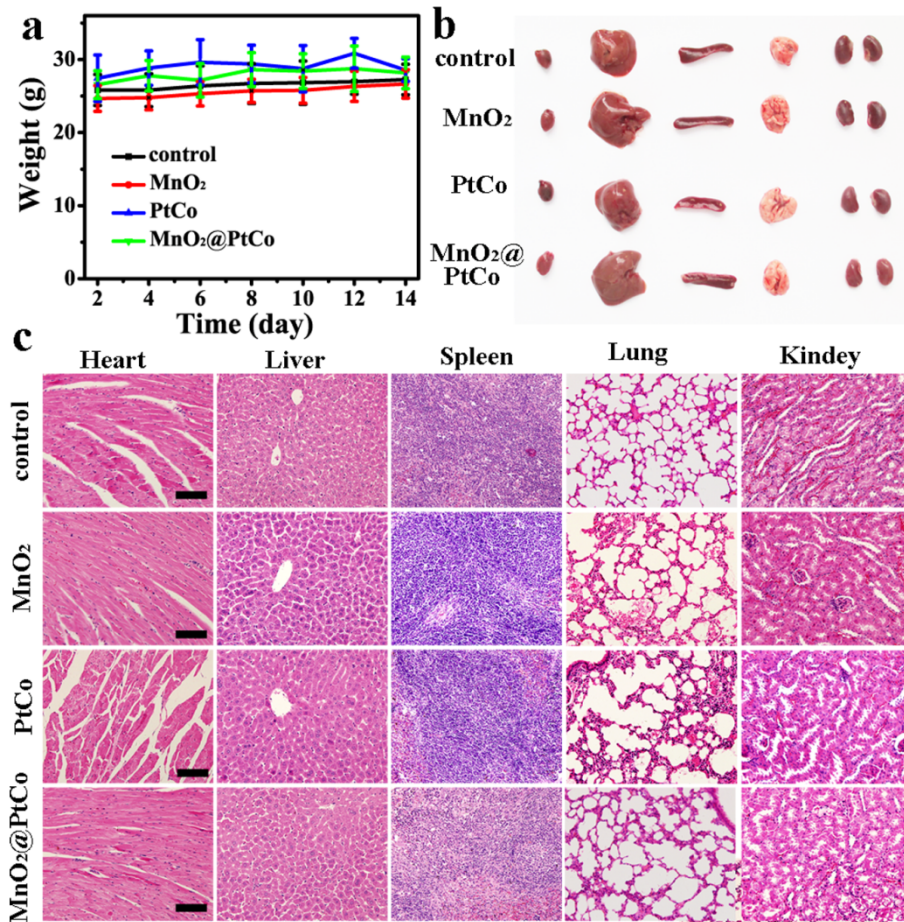 a
Weight (g)
30
20
10
0
control
MnO₂
PtCo
MnO₂@PtCo
2 4 6 8 10 12 14
Time (day)
b
control
MnO₂
PtCo
MnO₂@
PtCo
c
Heart Liver Spleen Lung Kindey
control
MnO₂
PtCo
MnO₂@PtCo